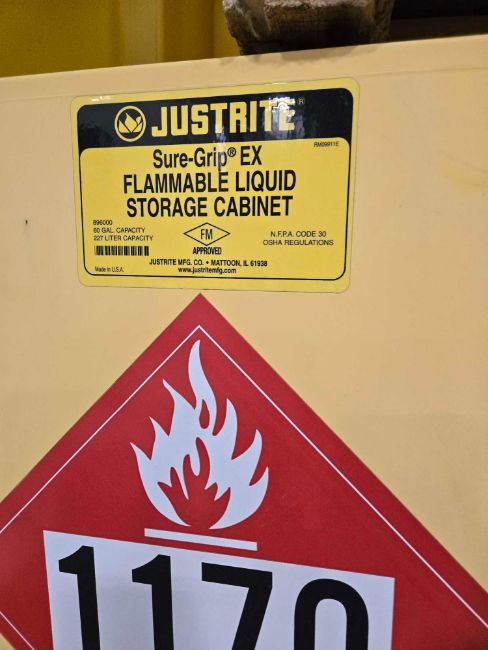 JUSTRITE®
RM09911E
Sure-Grip® EX
FLAMMABLE LIQUID
STORAGE CABINET
896000
60 GAL. CAPACITY
227 LITER CAPACITY
FM
APPROVED
N.F.P.A. CODE 30
OSHA REGULATIONS
JUSTRITE MFG. CO. • MATTOON, IL 61938
Made in U.S.A.
www.justritemfg.com
1170